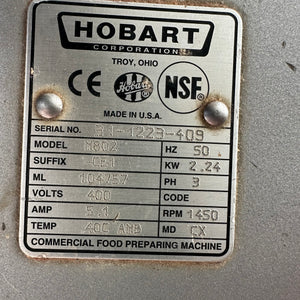 HOBART
CORPORATION
TROY, OHIO
CE Hobart NSF
MADE IN U.S.A.
SERIAL NO. 31-1223-409
MODEL H802 HZ 50
SUFFIX KW 2.24
ML 104757 PH 3
VOLTS 400 CODE
AMP 5.1 RPM 1450
TEMP 40C AMB MD CX
COMMERCIAL FOOD PREPARING MACHINE